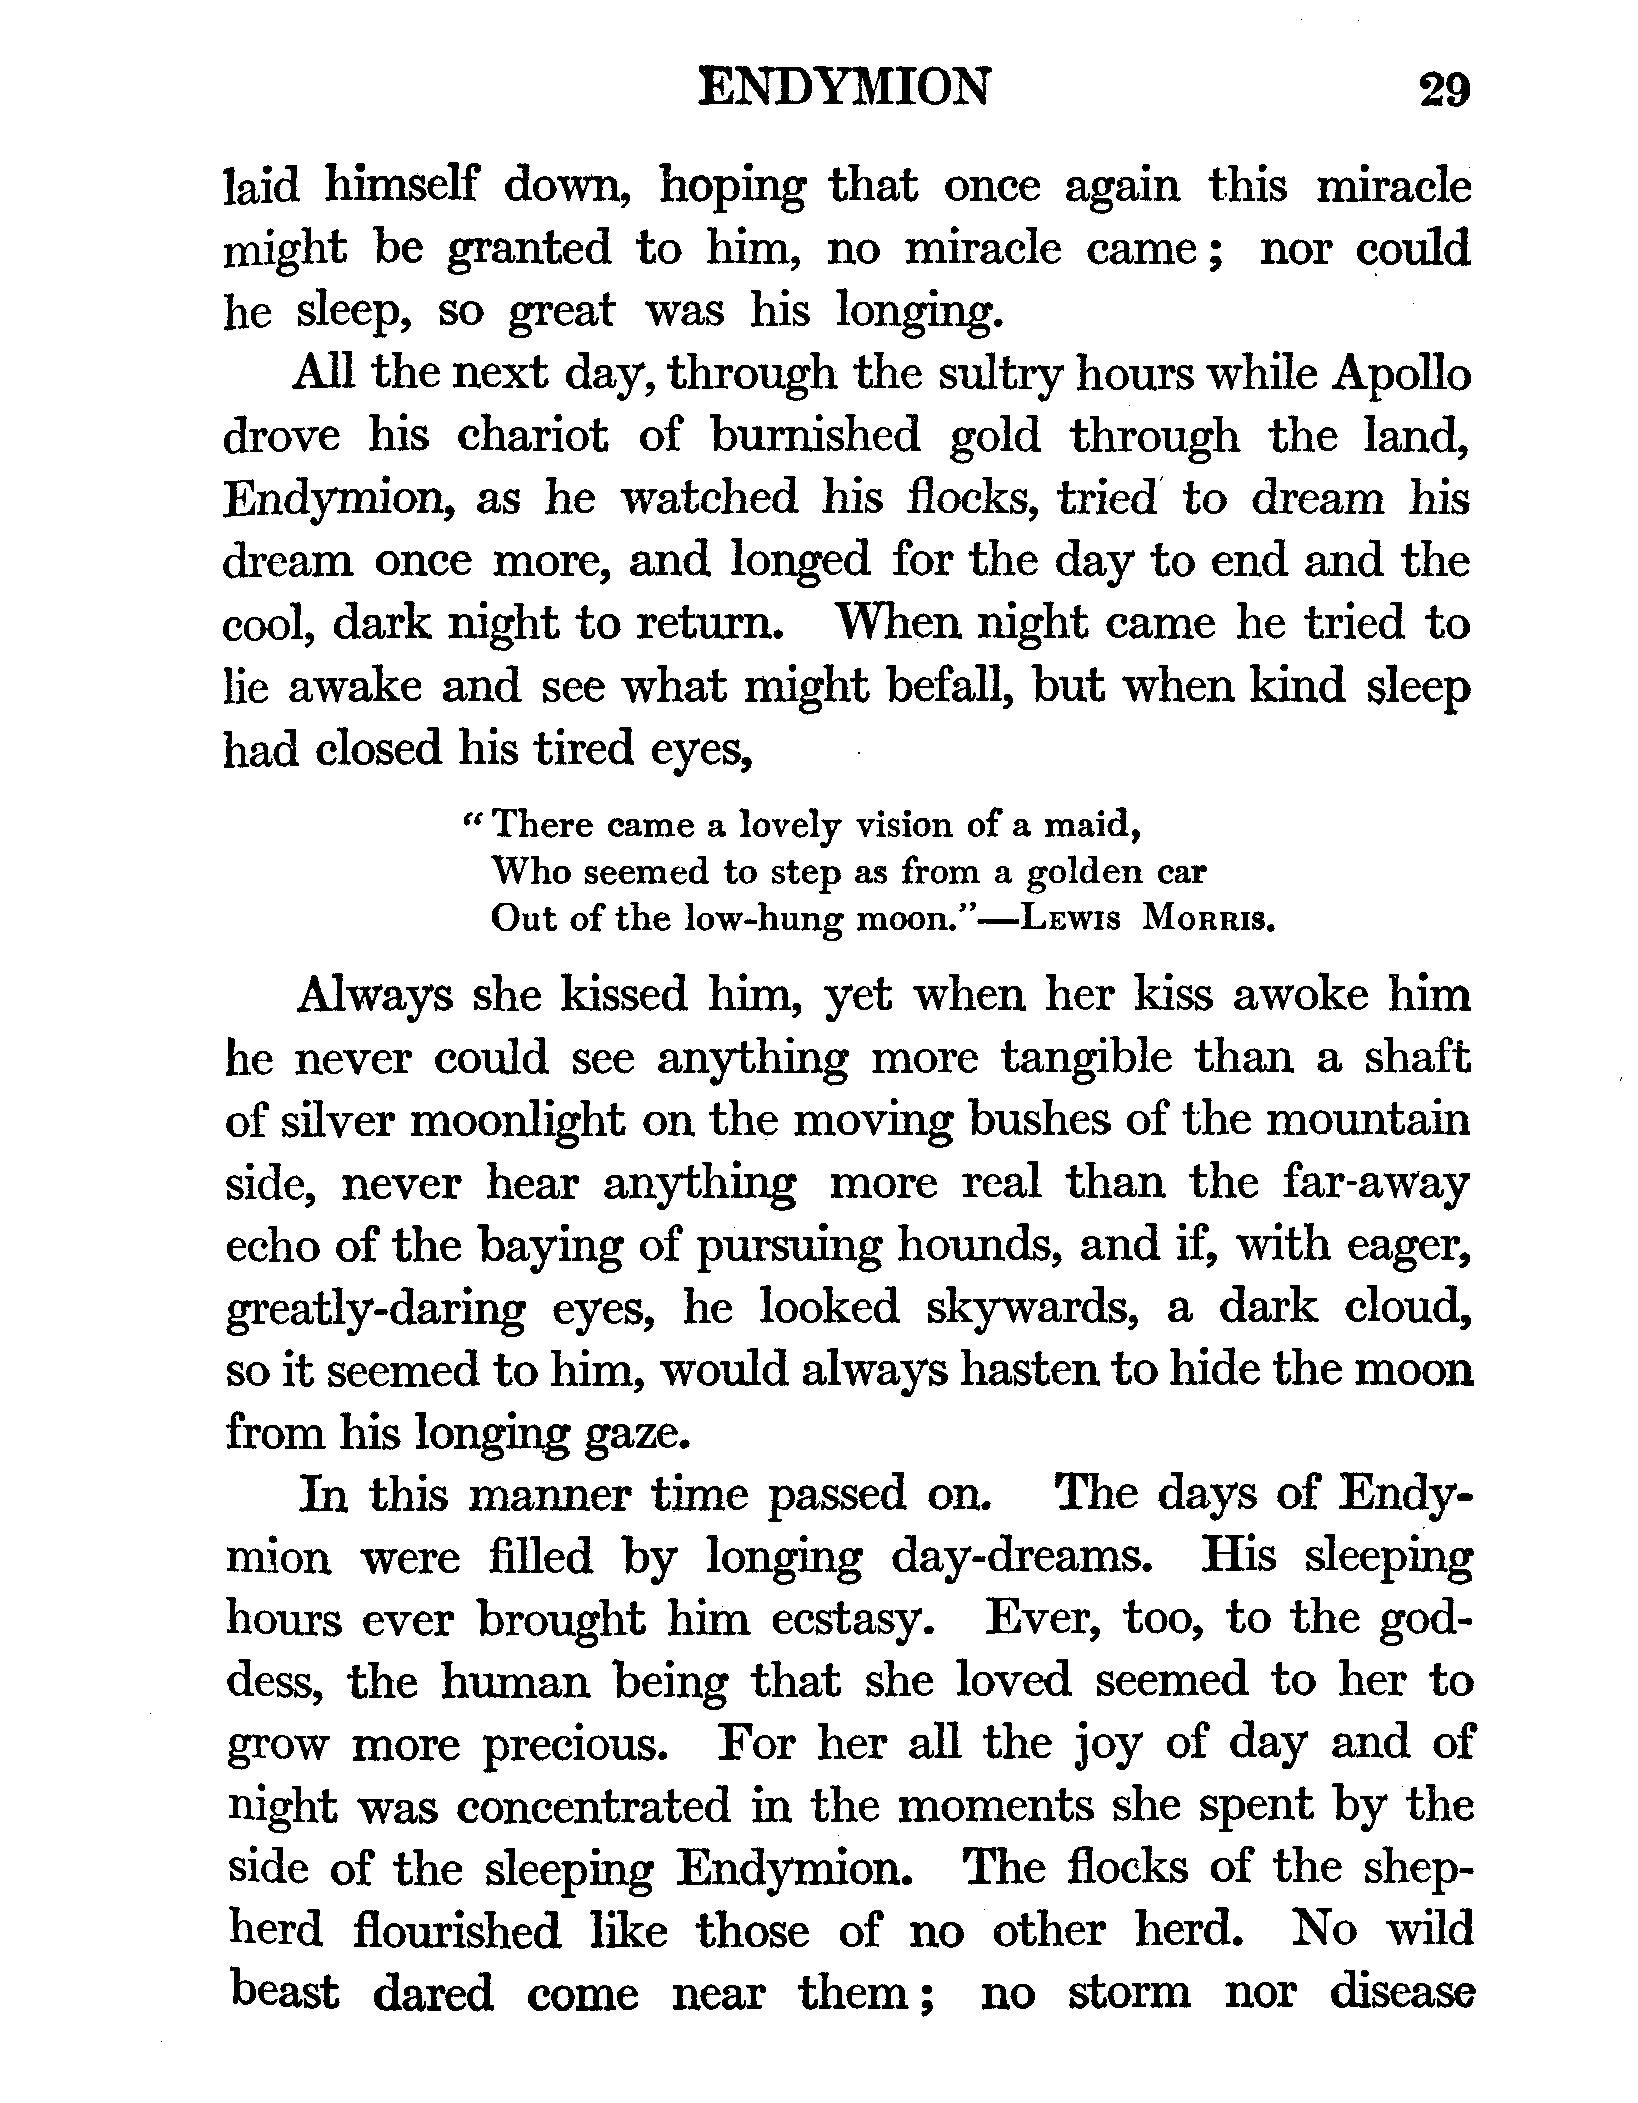 ENDYMION 29
laid himself down, hoping that once again this miracle
might be granted to him, no miracle came; nor could
he sleep, so great was his longing.
All the next day, through the sultry hours while Apollo
drove his chariot of burnished gold through the land,
Endymion, as he watched his flocks, tried to dream his
dream once more, and longed for the day to end and the
cool, dark night to return. When night came he tried to
lie awake and see what might befall, but when kind sleep
had closed his tired eyes,
“There came a lovely vision of a maid,
Who seemed to step as from a golden car
Out of the low-hung moon.”—LEWIS MORRIS.
Always she kissed him, yet when her kiss awoke him
he never could see anything more tangible than a shaft
of silver moonlight on the moving bushes of the mountain
side, never hear anything more real than the far-away
echo of the baying of pursuing hounds, and if, with eager,
greatly-daring eyes, he looked skywards, a dark cloud,
so it seemed to him, would always hasten to hide the moon
from his longing gaze.
In this manner time passed on. The days of Endy-
mion were filled by longing day-dreams. His sleeping
hours ever brought him ecstasy. Ever, too, to the god-
dess, the human being that she loved seemed to her to
grow more precious. For her all the joy of day and of
night was concentrated in the moments she spent by the
side of the sleeping Endymion. The flocks of the shep-
herd flourished like those of no other herd. No wild
beast dared come near them; no storm nor disease